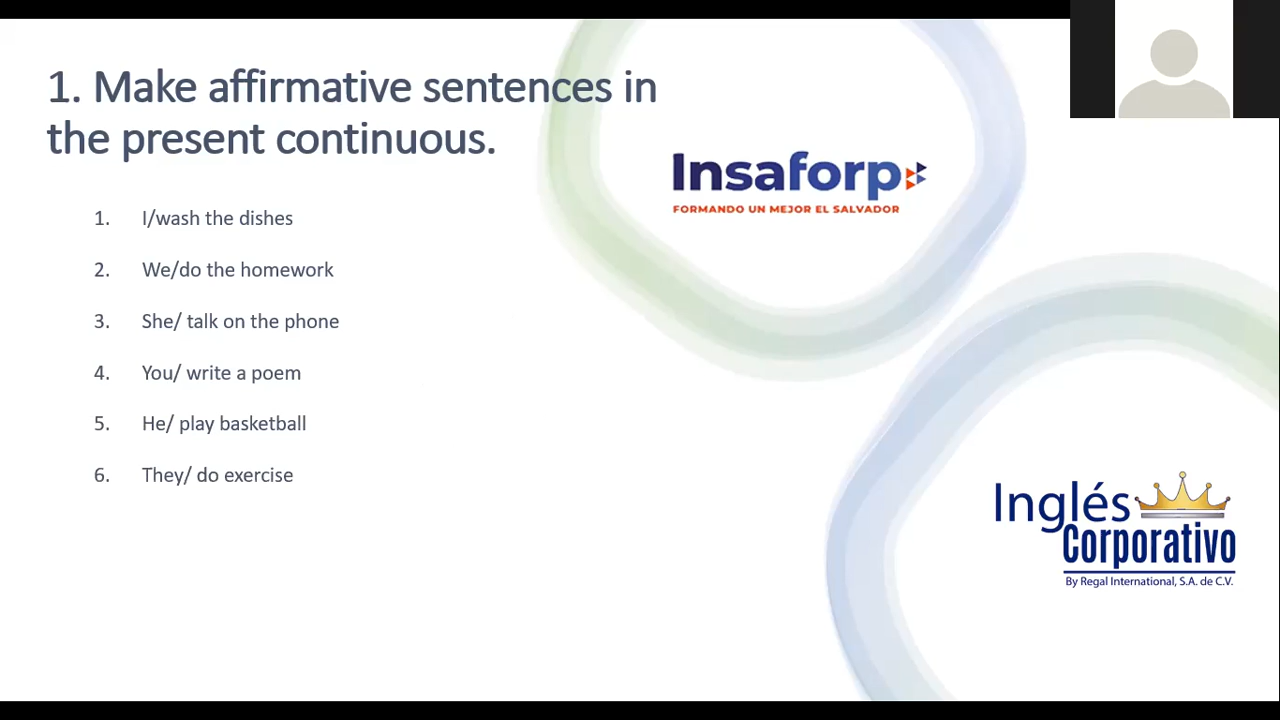 1. Make affirmative sentences in
the present continuous.
Insaforp
FORMANDO UN MEJOR EL SALVADOR
1. I/wash the dishes
2. We/do the homework
3. She/ talk on the phone
4. You/ write a poem
5. He/ play basketball
6. They/ do exercise
Inglés
Corporativo
By Regal International, S.A. de C.V.